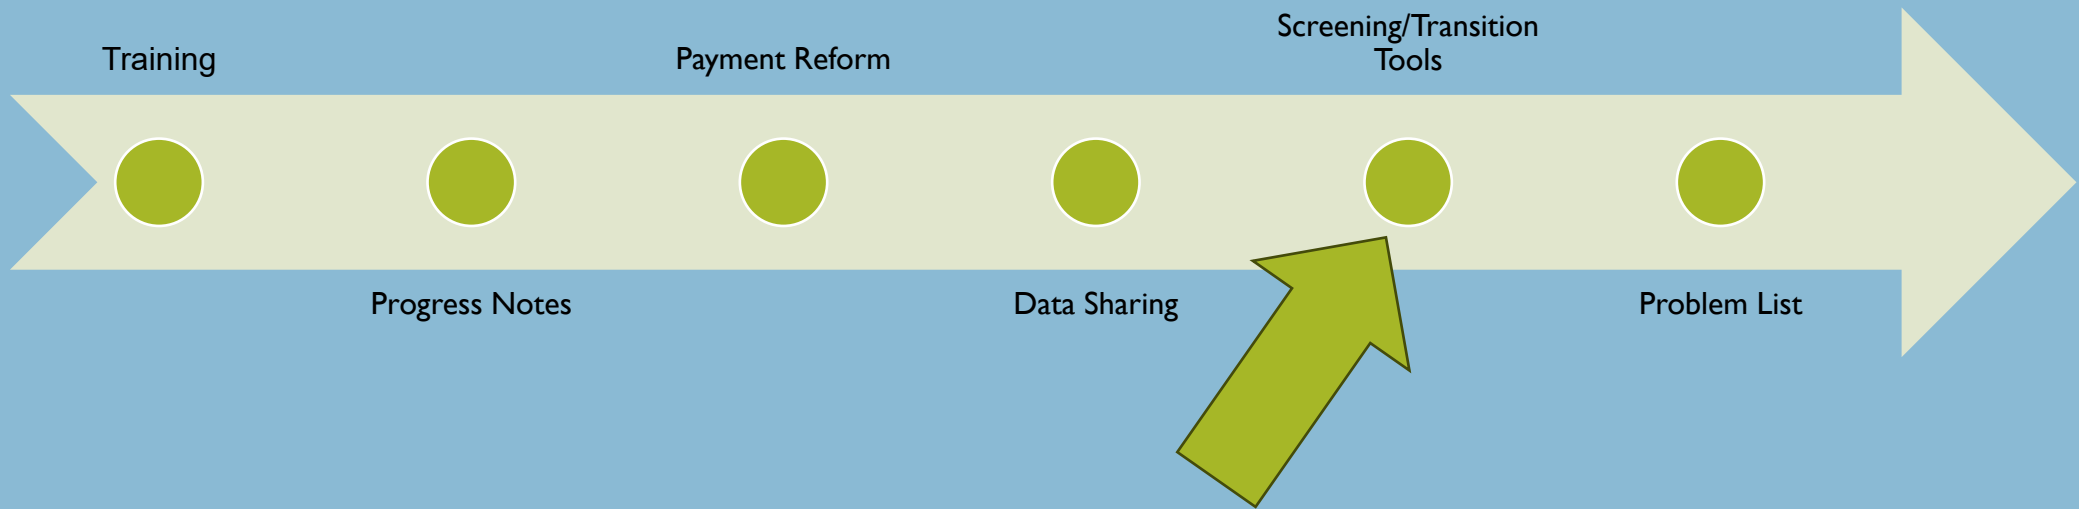 Training
Progress Notes
Payment Reform
Data Sharing
Screening/Transition
Tools
Problem List